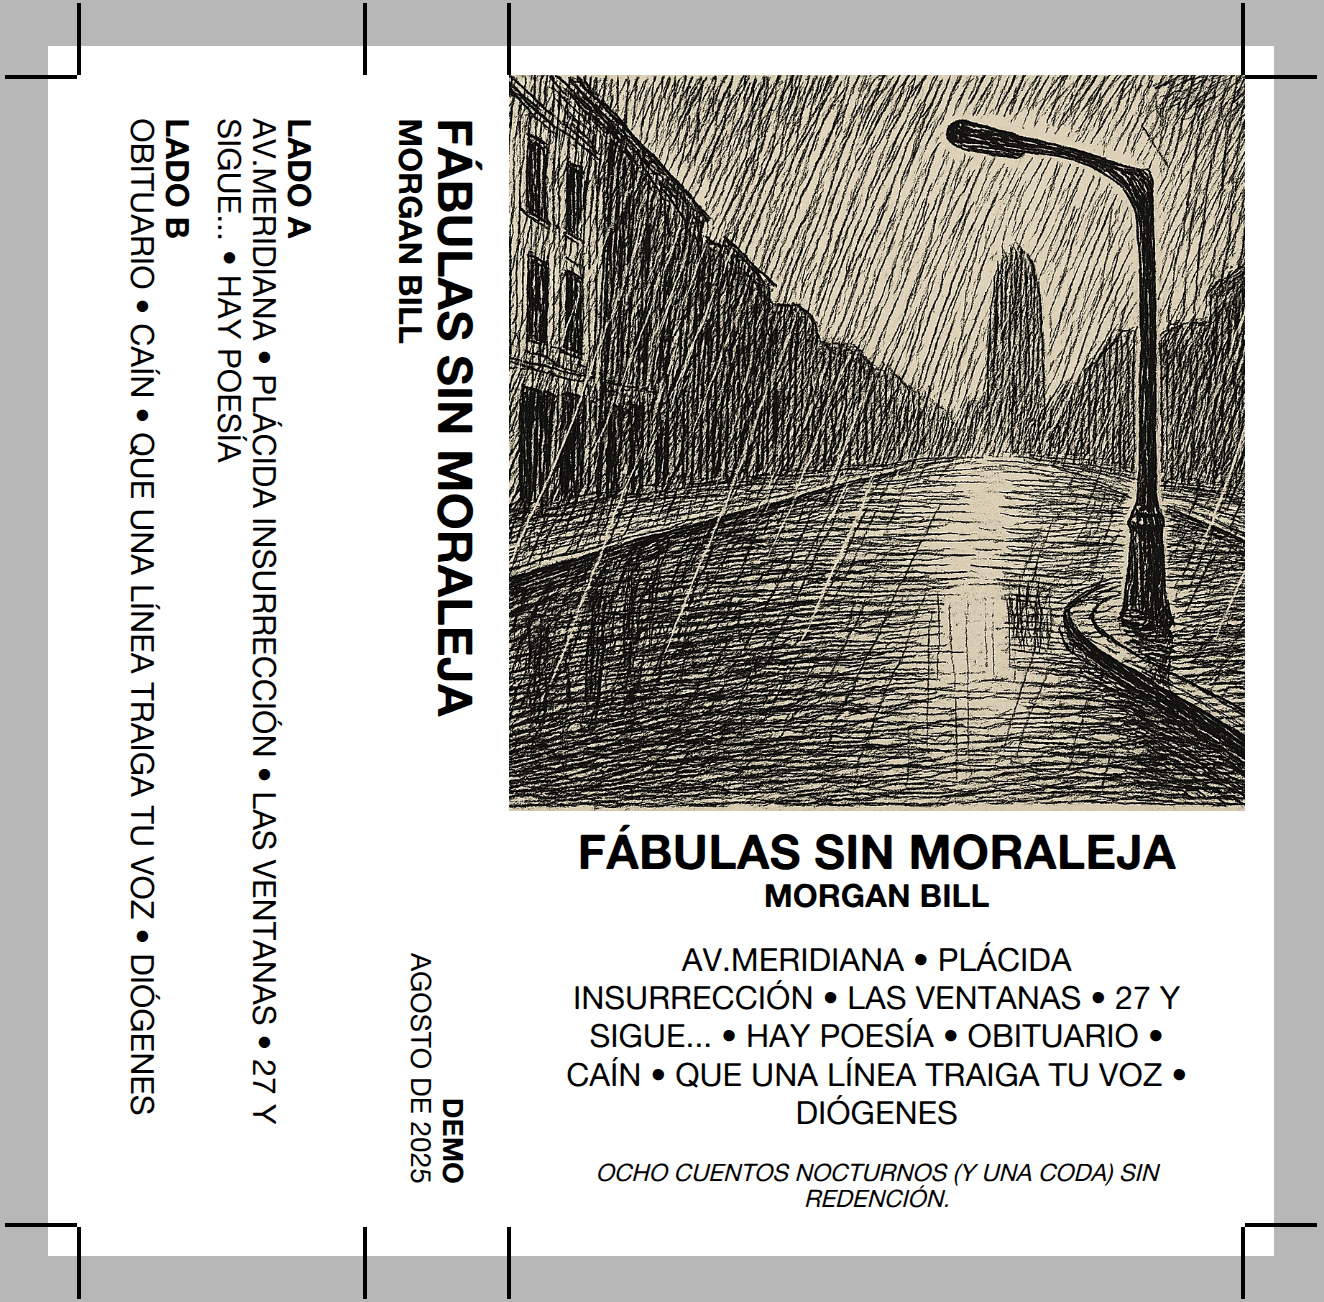 LADO A
AV.MERIDIANA • PLÁCIDA INSURRECCIÓN • LAS VENTANAS • 27 Y
SIGUE... • HAY POESÍA
LADO B
OBITUARIO • CAÍN • QUE UNA LÍNEA TRAIGA TU VOZ • DIÓGENES
FÁBULAS SIN MORALEJA
MORGAN BILL
DEMO
AGOSTO DE 2025
FÁBULAS SIN MORALEJA
MORGAN BILL
AV.MERIDIANA • PLÁCIDA
INSURRECCIÓN • LAS VENTANAS • 27 Y
SIGUE... • HAY POESÍA • OBITUARIO •
CAÍN • QUE UNA LÍNEA TRAIGA TU VOZ •
DIÓGENES
OCHO CUENTOS NOCTURNOS (Y UNA CODA) SIN
REDENCIÓN.